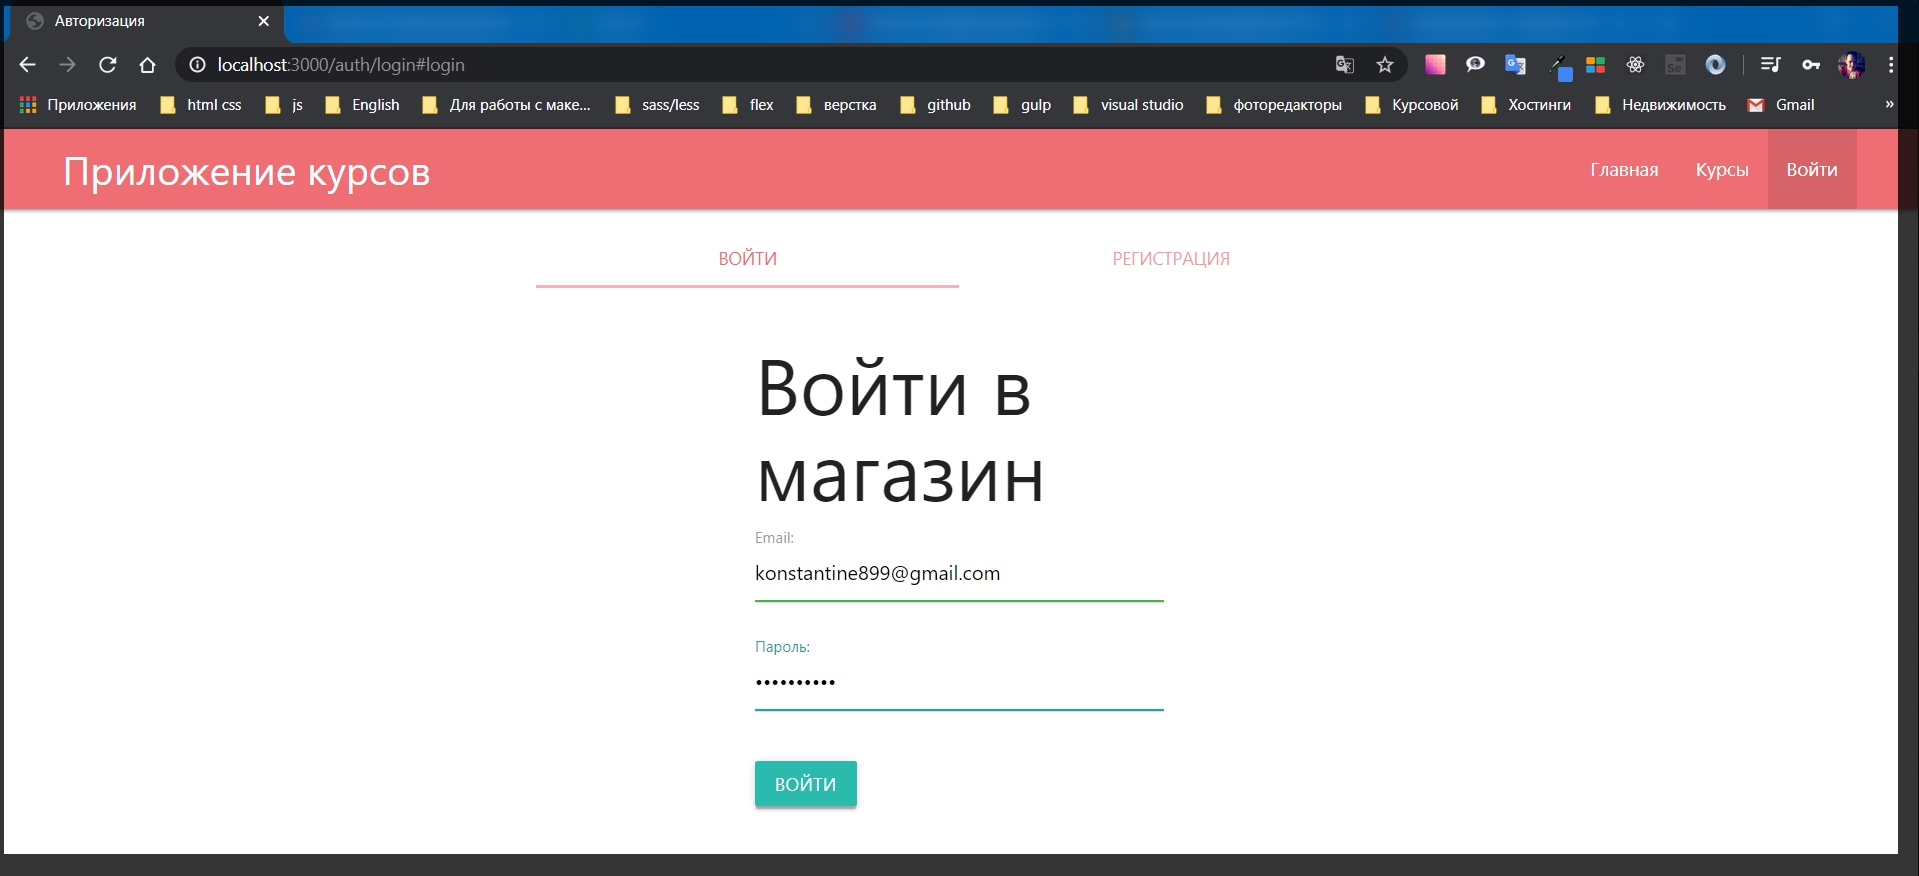 Авторизация
localhost:3000/auth/login#login
Приложения html css js English Для работы с маке... sass/less flex верстка github gulp visual studio фоторедакторы Курсовой Хостинги Недвижимость Gmail »
Приложение курсов
Главная Курсы Войти
ВОЙТИ РЕГИСТРАЦИЯ
Войти в
магазин
Email:
konstantine899@gmail.com
Пароль:
••••••••••
ВОЙТИ